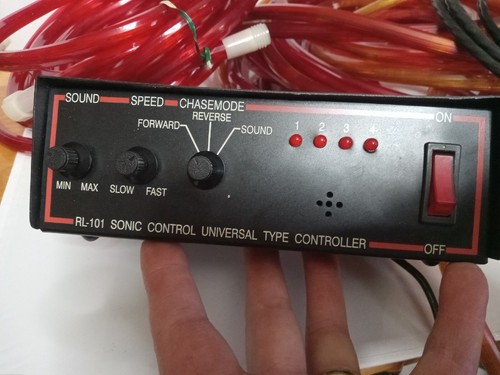 SOUND SPEED CHASEMODE ON
REVERSE
FORWARD SOUND
1 2 3 4
MIN MAX SLOW FAST
RL-101 SONIC CONTROL UNIVERSAL TYPE CONTROLLER OFF